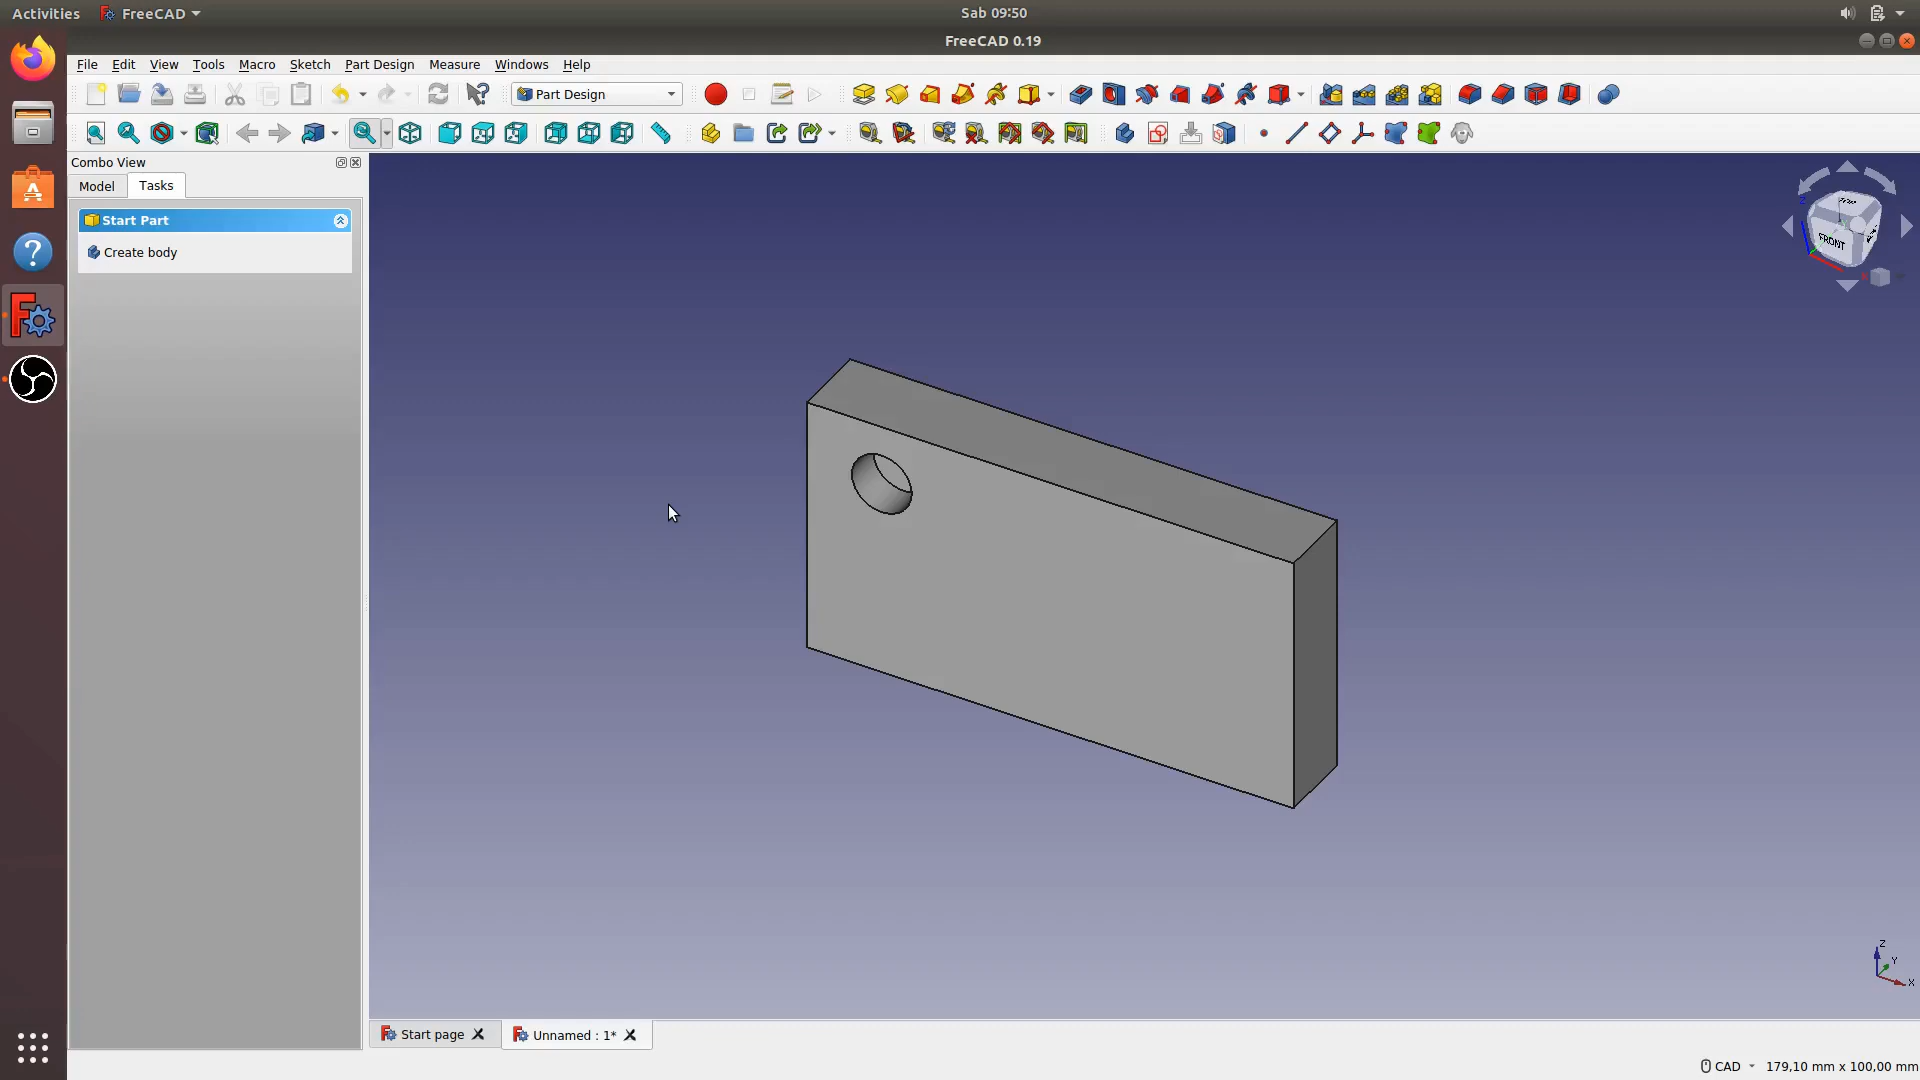 Activities
FreeCAD
Sab 09:50
FreeCAD 0.19
File Edit View Tools Macro Sketch Part Design Measure Windows Help
Part Design
Combo View
Model Tasks
Start Part
Create body
TOP
FRONT
Z
Z
Y
X
Start page
Unnamed : 1*
CAD
179,10 mm x 100,00 mm